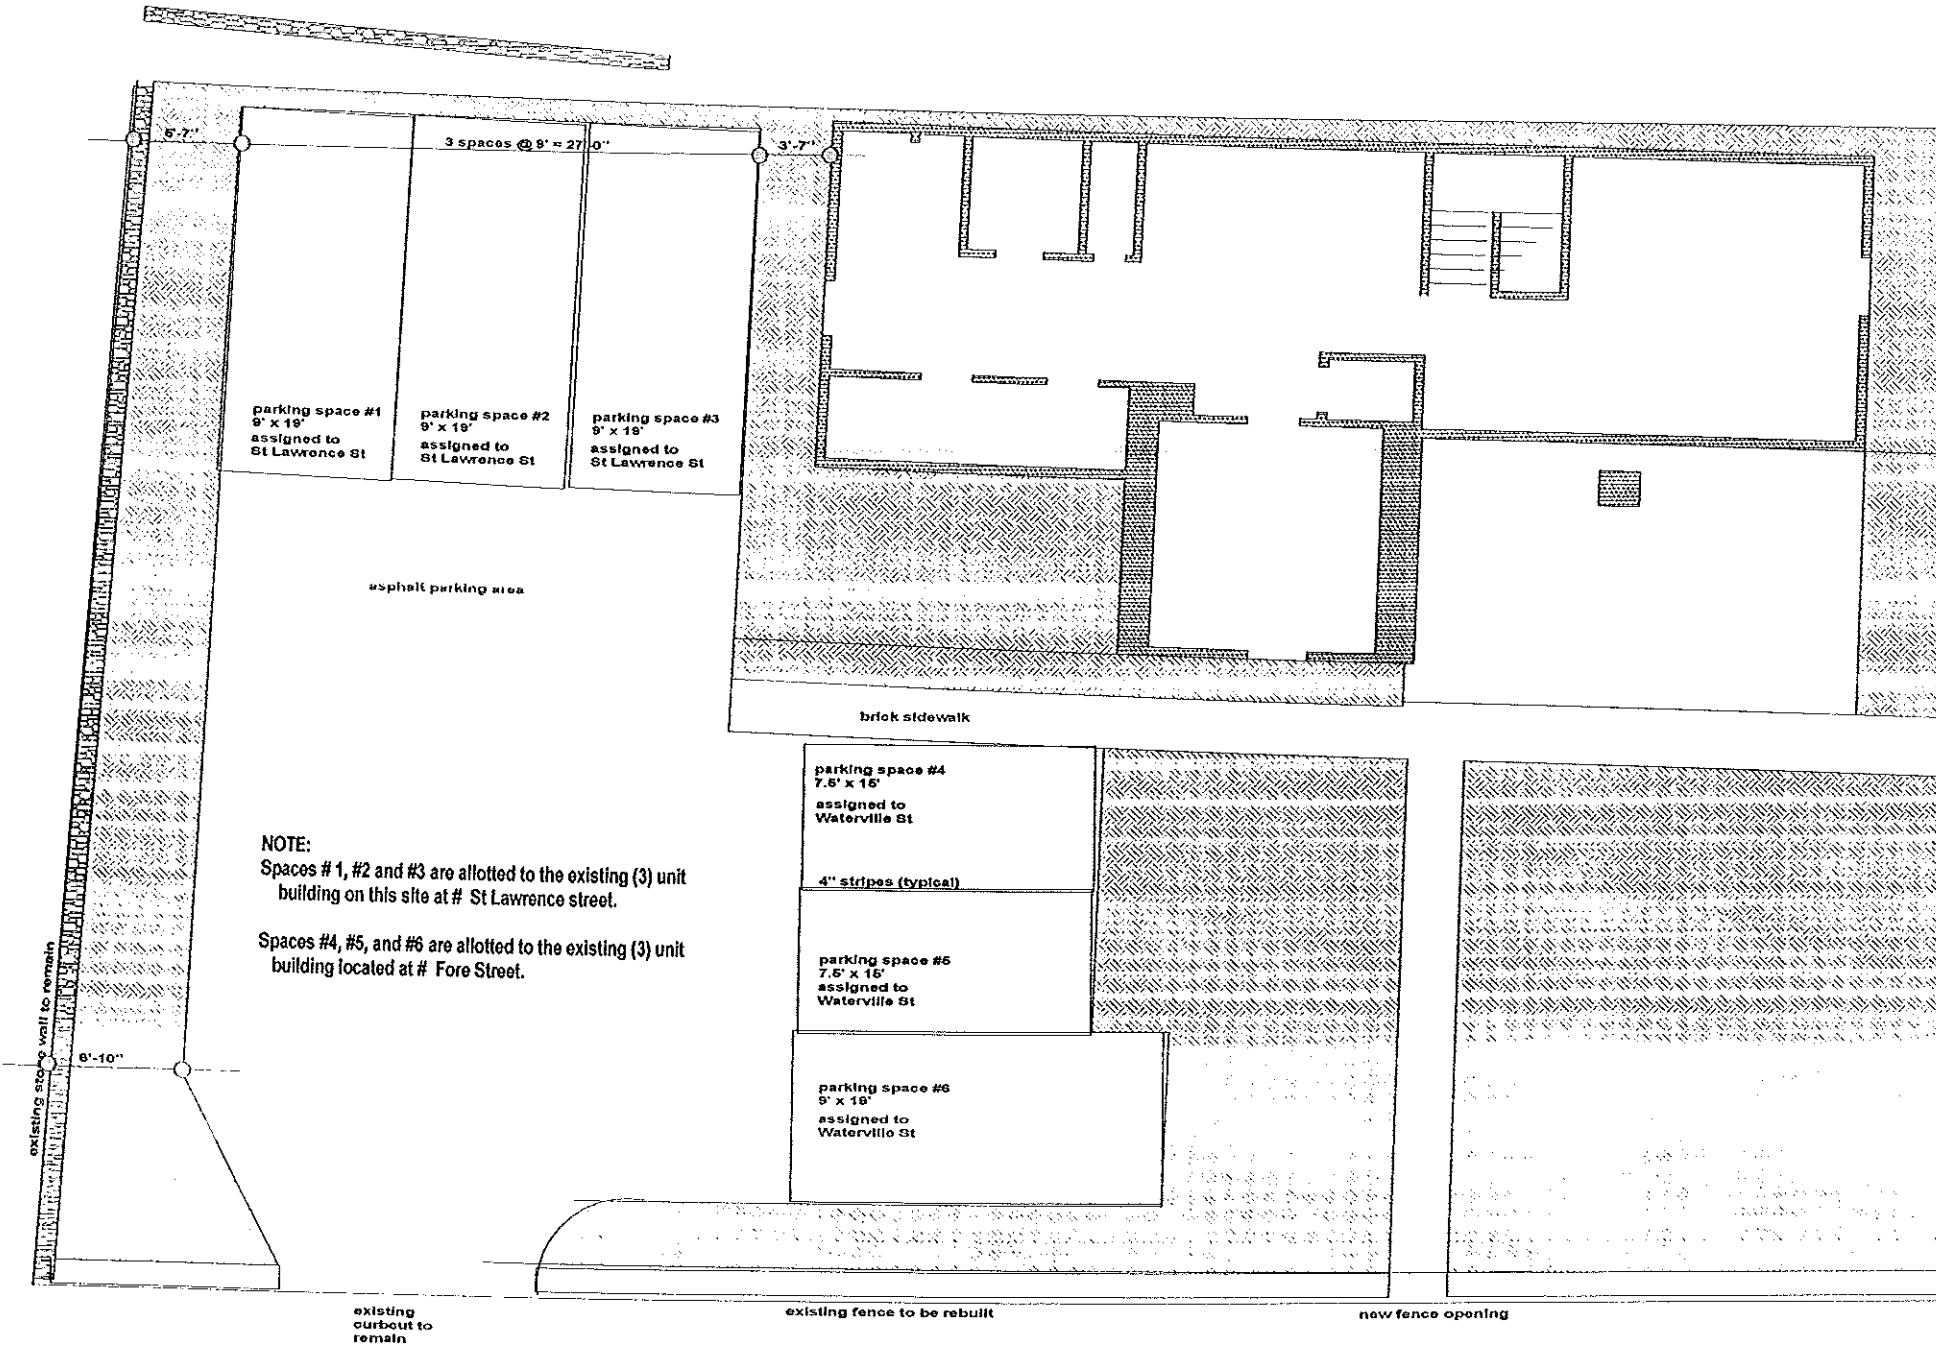 6'-7"
3 spaces @ 9' = 27'-0"
3'-7"
parking space #1
9' x 19'
assigned to
St Lawrence St
parking space #2
9' x 19'
assigned to
St Lawrence St
parking space #3
9' x 19'
assigned to
St Lawrence St
asphalt parking area
brick sidewalk
parking space #4
7.5' x 15'
assigned to
Waterville St
4" stripes (typical)
NOTE:
Spaces # 1, #2 and #3 are allotted to the existing (3) unit
building on this site at # St Lawrence street.
Spaces #4, #5, and #6 are allotted to the existing (3) unit
building located at # Fore Street.
parking space #5
7.5' x 15'
assigned to
Waterville St
existing stone wall to remain
6'-10"
parking space #6
9' x 19'
assigned to
Waterville St
existing
curbcut to
remain
existing fence to be rebuilt
new fence opening